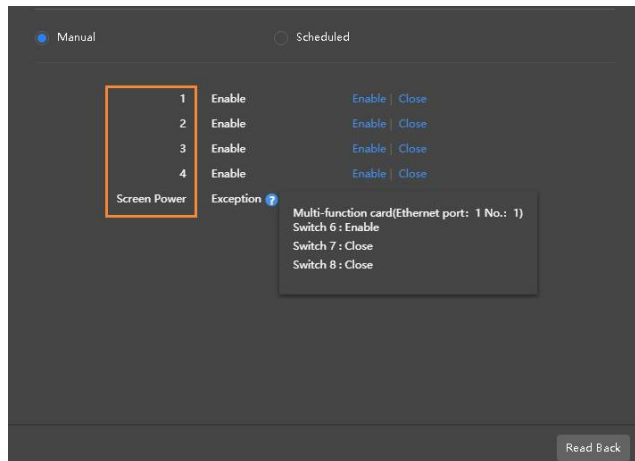 Manual Scheduled
1 Enable Enable | Close
2 Enable Enable | Close
3 Enable Enable | Close
4 Enable Enable | Close
Screen Power Exception ?
Multi-function card(Ethernet port: 1 No.: 1)
Switch 6 : Enable
Switch 7 : Close
Switch 8 : Close
Read Back